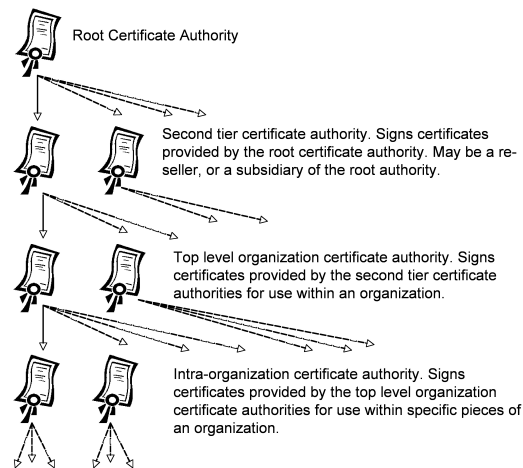 Root Certificate Authority
Second tier certificate authority. Signs certificates
provided by the root certificate authority. May be a re-
seller, or a subsidiary of the root authority.
Top level organization certificate authority. Signs
certificates provided by the second tier certificate
authorities for use within an organization.
Intra-organization certificate authority. Signs
certificates provided by the top level organization
certificate authorities for use within specific pieces of
an organization.